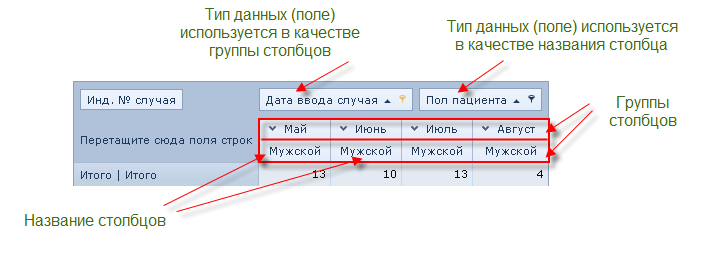 Тип данных (поле)
используется в качестве
группы столбцов
Тип данных (поле) используется
в качестве названия столбца
Инд. № случая
Дата ввода случая
Пол пациента
Группы
столбцов
Перетащите сюда поля строк
Май Июнь Июль Август
Мужской Мужской Мужской Мужской
Итого | Итого 13 10 13 4
Название столбцов